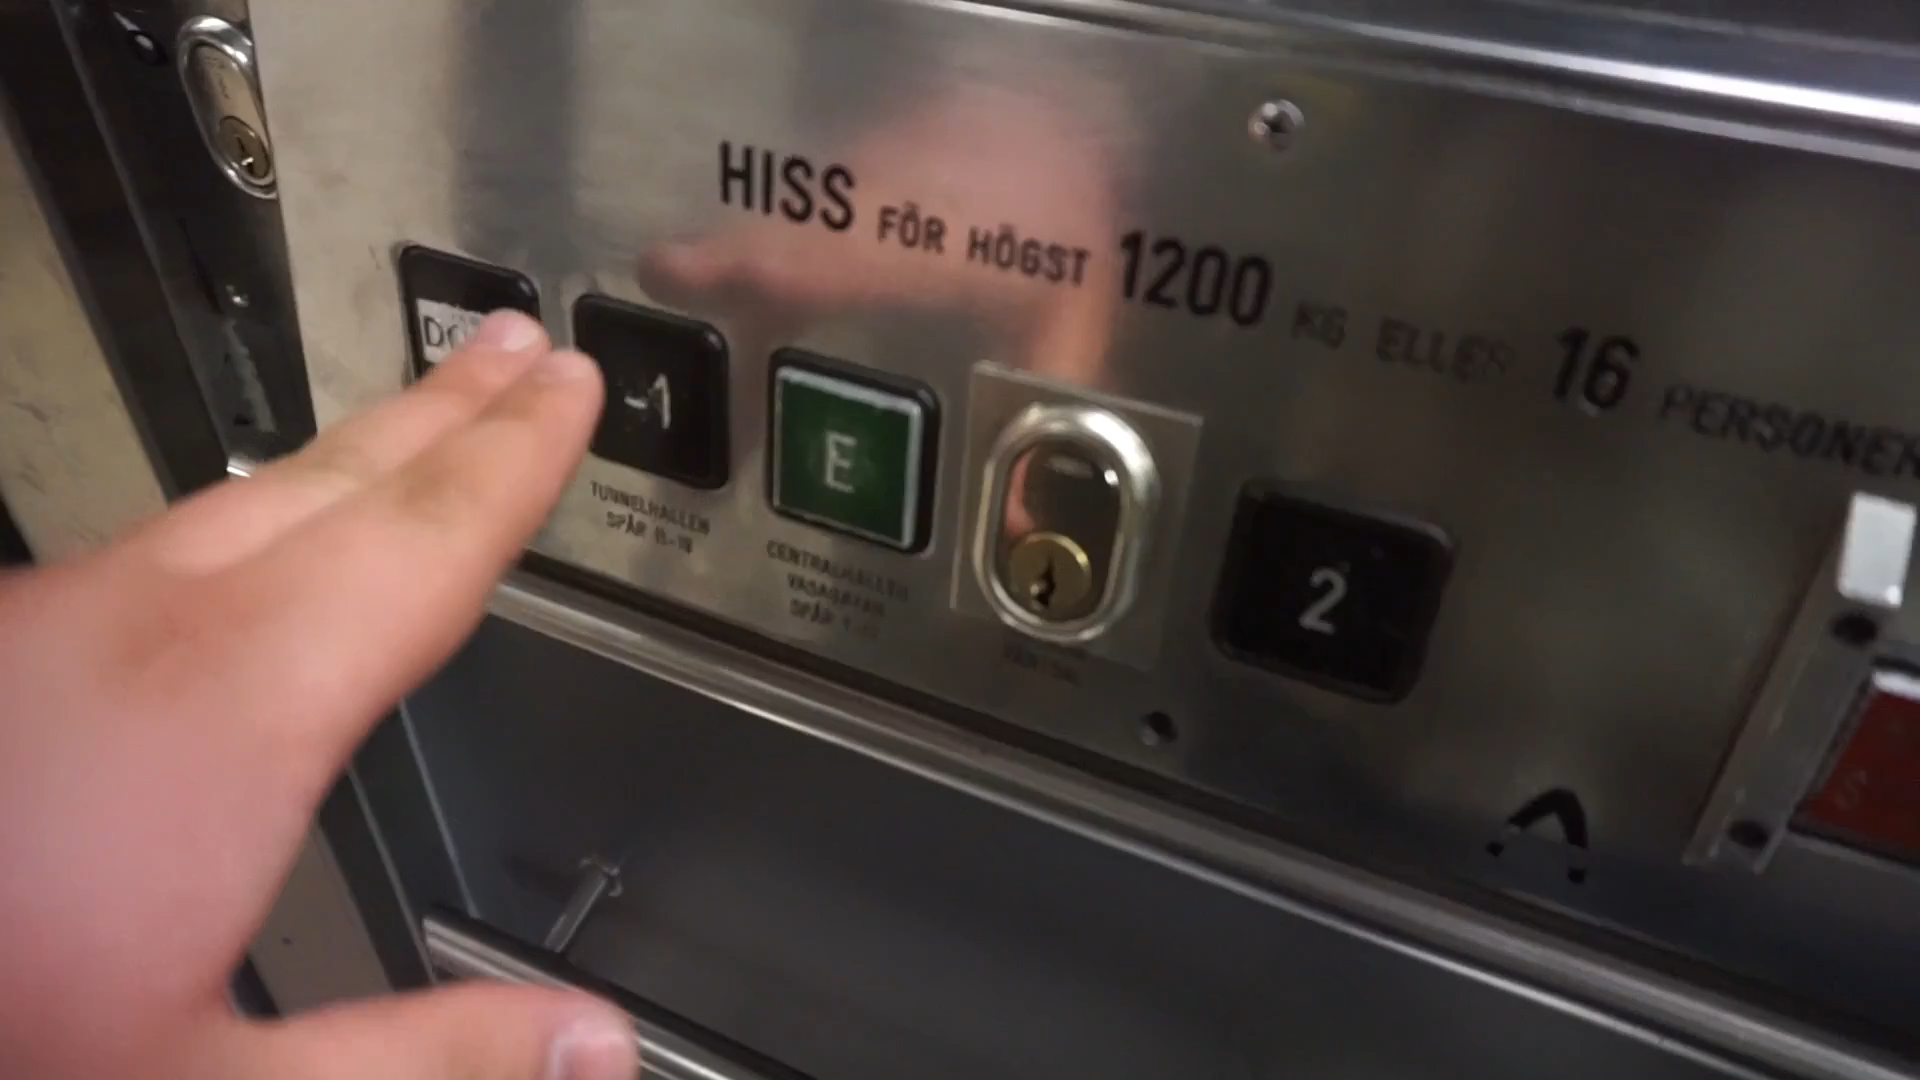 HISS FÖR HÖGST 1200 KG ELLER 16 PERSONER
-1
TUNNELHALLEN
SPÅR
E
CENTRALHALLEN
VASAGATAN
SPÅR
2